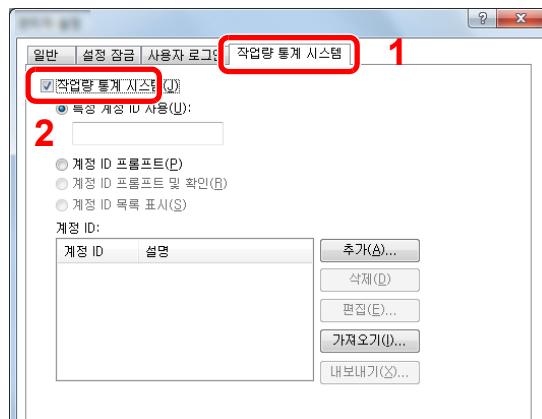 일반 설정 잠금 사용자 로그인 작업량 통계 시스템 1
작업량 통계 시스템(J)
특정 계정 ID 사용(U):
2
계정 ID 프롬프트(P)
계정 ID 프롬프트 및 확인(R)
계정 ID 목록 표시(S)
계정 ID:
계정 ID 설명
추가(A)...
삭제(D)
편집(E)...
가져오기(I)...
내보내기(X)...